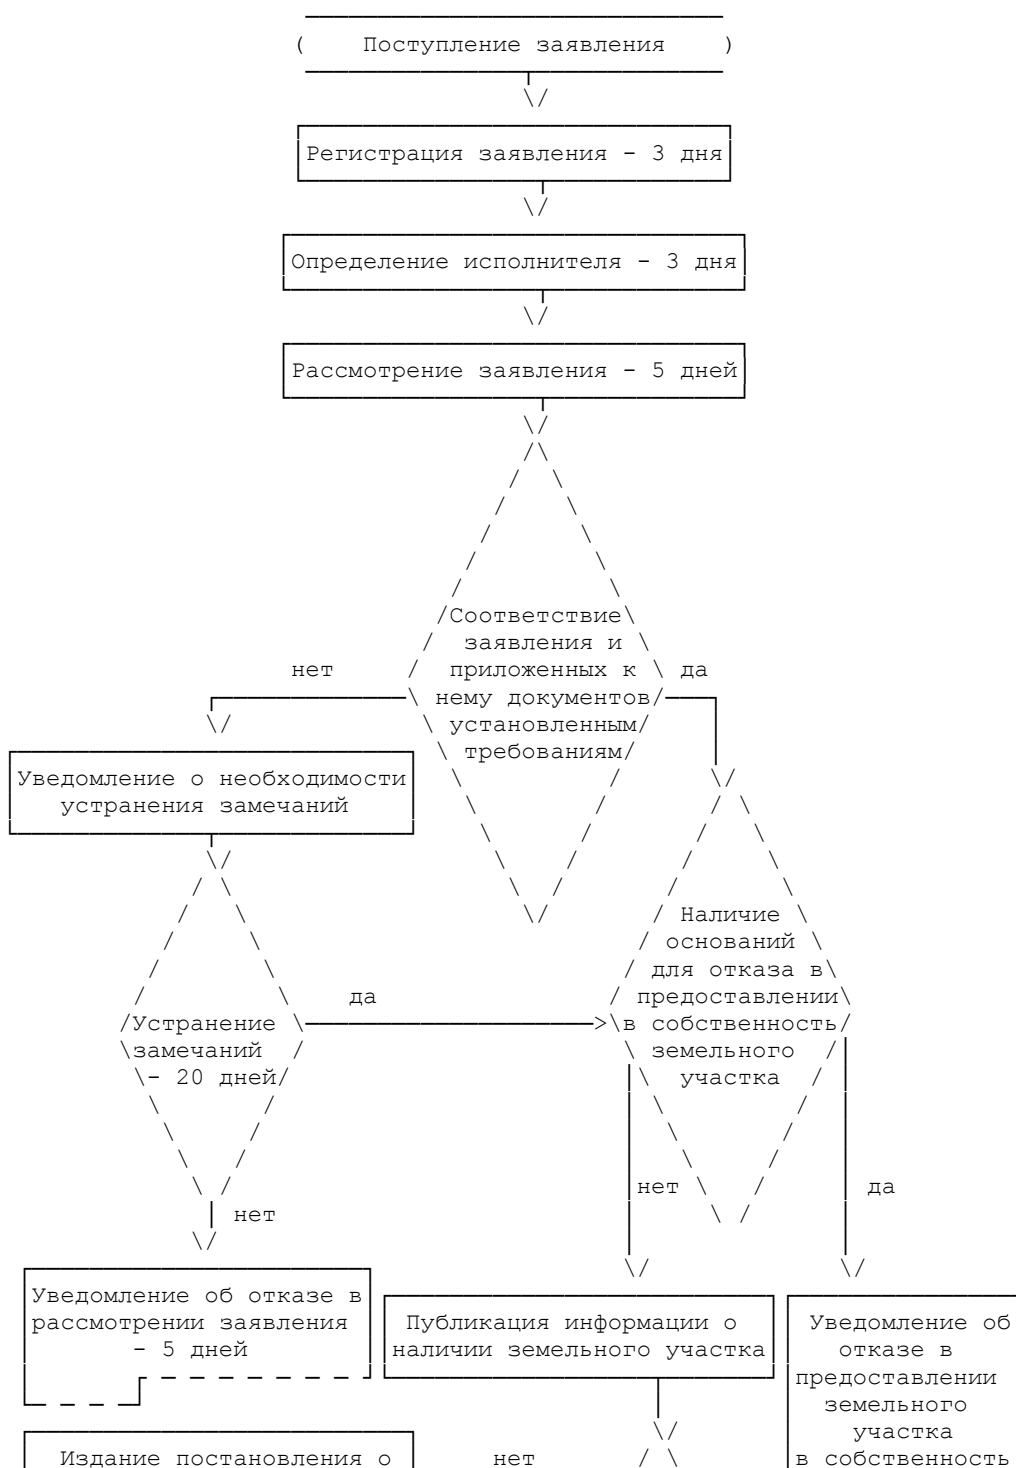 Поступление заявления
Регистрация заявления - 3 дня
Определение исполнителя - 3 дня
Рассмотрение заявления - 5 дней
Соответствие
заявления и
приложенных к
нему документов
установленным
требованиям
нет
да
Уведомление о необходимости
устранения замечаний
Наличие
оснований
для отказа в
предоставлении
в собственность
земельного
участка
Устранение
замечаний
- 20 дней
да
нет
нет
да
Уведомление об отказе в
рассмотрении заявления
- 5 дней
Публикация информации о
наличии земельного участка
Уведомление об
отказе в
предоставлении
земельного
участка
в собственность
Издание постановления о
нет